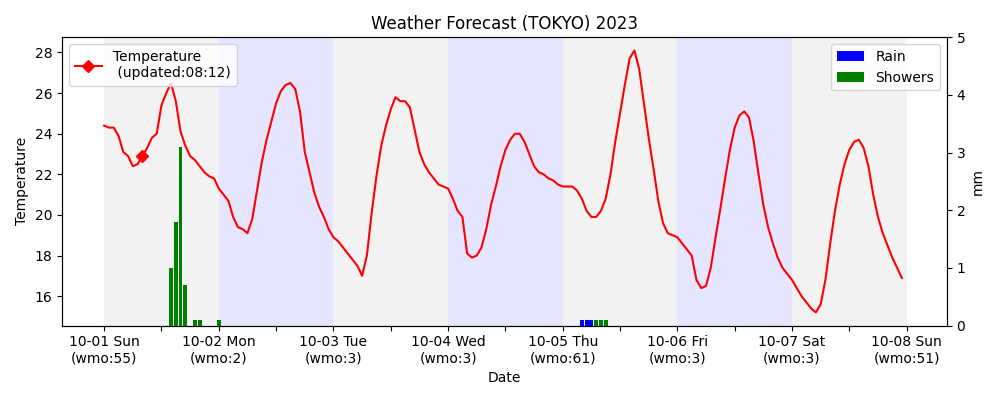 Weather Forecast (TOKYO) 2023
Temperature
(updated:08:12)
Rain
Showers
28
26
24
22
20
18
16
Temperature
5
4
3
2
1
0
mm
10-01 Sun 10-02 Mon 10-03 Tue 10-04 Wed 10-05 Thu 10-06 Fri 10-07 Sat 10-08 Sun
(wmo:55) (wmo:2) (wmo:3) (wmo:3) (wmo:61) (wmo:3) (wmo:3) (wmo:51)
Date